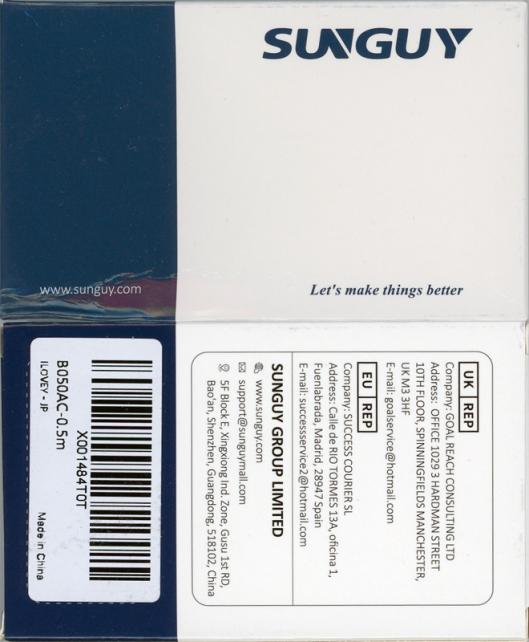 SUNGUY
www.sunguy.com
Let's make things better
UK REP
Company: GOAL REACH CONSULTING LTD
Address: OFFICE 1029 3 HARDMAN STREET
10TH FLOOR, SPINNINGFIELDS MANCHESTER,
UK M3 3HF
E-mail: goalservice@hotmail.com
EU REP
Company: SUCCESS COURIER SL
Address: Calle de RIO TORMES 13A, oficina 1,
Fuenlabrada, Madrid, 28947 Spain
E-mail: successservice2@hotmail.com
SUNGUY GROUP LIMITED
www.sunguy.com
support@sunguymall.com
5F Block E, Xingxiong Ind. Zone, Gusu 1st RD,
Bao'an, Shenzhen, Guangdong, 518102, China
X001484T0T
B050AC-0.5m
ILOVEY - JP
Made in China